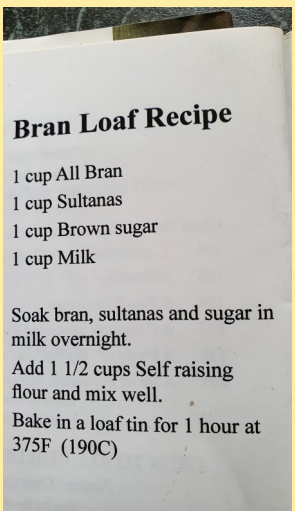 Bran Loaf Recipe
1 cup All Bran
1 cup Sultanas
1 cup Brown sugar
1 cup Milk
Soak bran, sultanas and sugar in
milk overnight.
Add 1 1/2 cups Self raising
flour and mix well.
Bake in a loaf tin for 1 hour at
375F (190C)